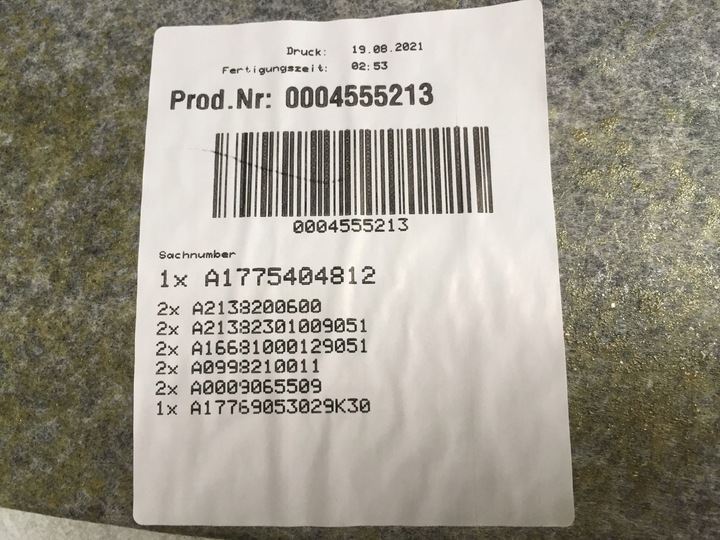 Druck: 19.08.2021
Fertigungszeit: 02:53
Prod.Nr: 0004555213
0004555213
Sachnumber
1x A1775404812
2x A2138200600
2x A21382301009051
2x A16681000129051
2x A0998210011
2x A0009065509
1x A17769053029K30